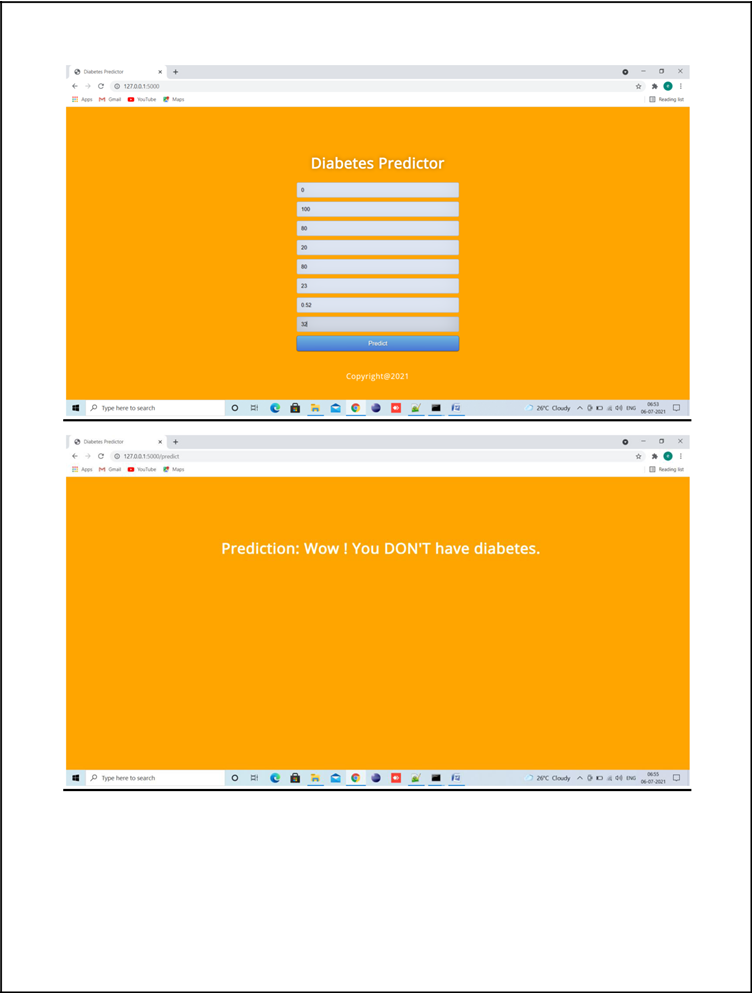 Diabetes Predictor
127.0.0.1:5000
Apps Gmail YouTube Maps Reading list
Diabetes Predictor
0
100
80
20
80
23
0.52
32
Predict
Copyright@2021
Type here to search 26°C Cloudy ENG 06:53
06-07-2021
Diabetes Predictor
127.0.0.1:5000/predict
Apps Gmail YouTube Maps Reading list
Prediction: Wow ! You DON'T have diabetes.
Type here to search 26°C Cloudy ENG 06:55
06-07-2021